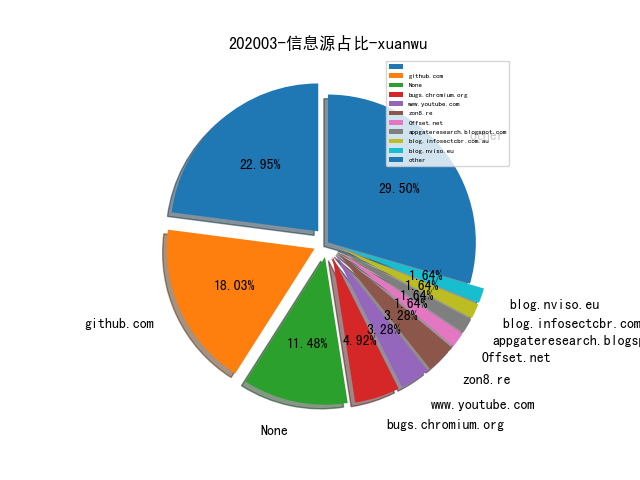 202003-信息源占比-xuanwu
github.com
None
bugs.chromium.org
www.youtube.com
zon8.re
Offset.net
appgateresearch.blogspot.com
blog.infosectcbr.com.au
blog.nviso.eu
other
other
22.95%
29.50%
18.03%
11.48%
4.92%
3.28%
3.28%
1.64%
1.64%
1.64%
1.64%
github.com
None
bugs.chromium.org
www.youtube.com
zon8.re
Offset.net
appgateresearch.blogsp
blog.infosectcbr.com
blog.nviso.eu